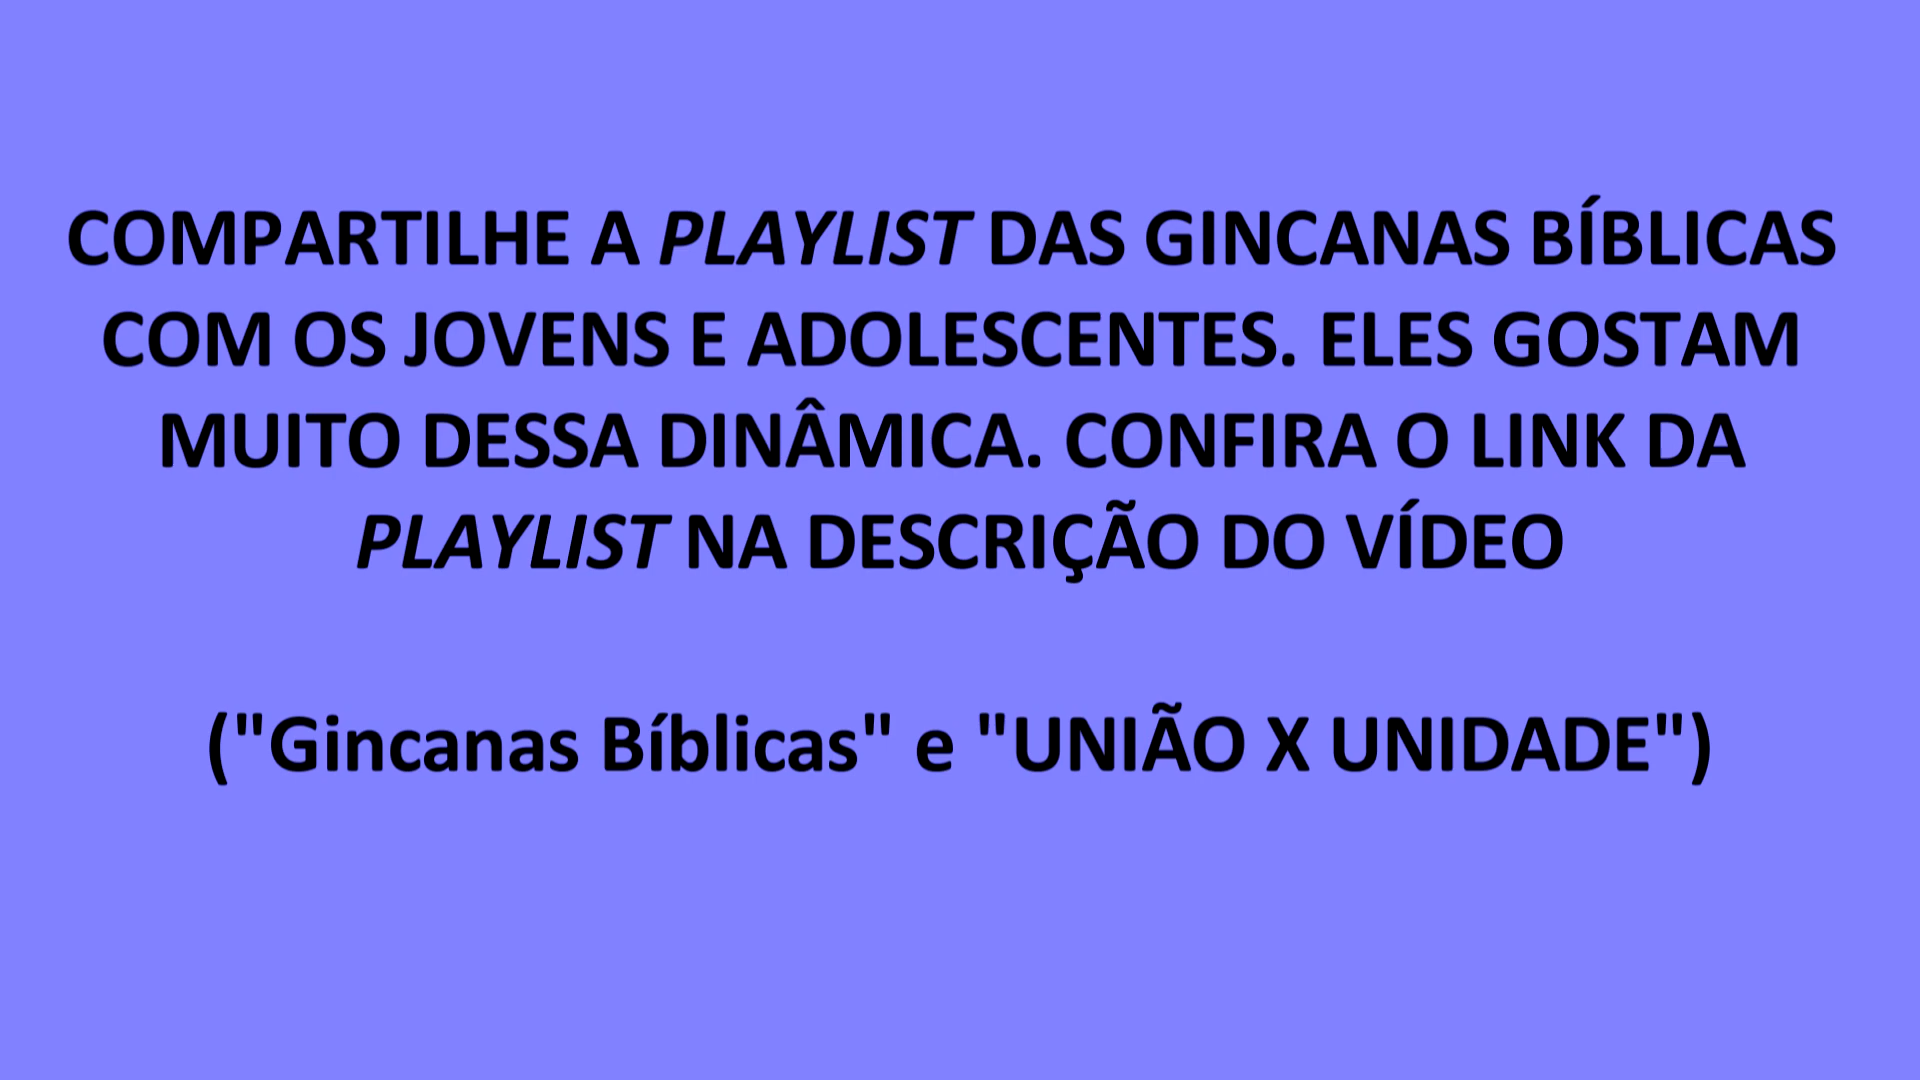 COMPARTILHE A PLAYLIST DAS GINCANAS BÍBLICAS
COM OS JOVENS E ADOLESCENTES. ELES GOSTAM
MUITO DESSA DINÂMICA. CONFIRA O LINK DA
PLAYLIST NA DESCRIÇÃO DO VÍDEO
("Gincanas Bíblicas" e "UNIÃO X UNIDADE")